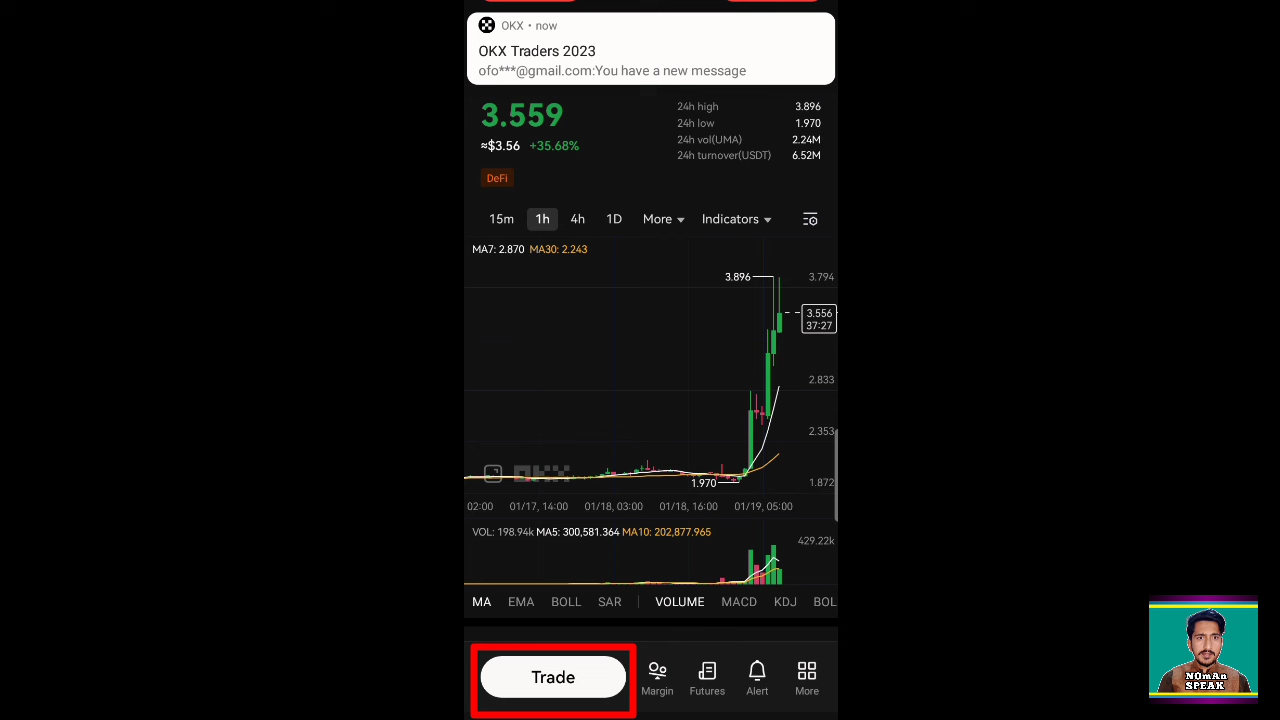 OKX • now
OKX Traders 2023
ofo***@gmail.com:You have a new message
3.559
≈$3.56 +35.68%
24h high 3.896
24h low 1.970
24h vol(UMA) 2.24M
24h turnover(USDT) 6.52M
DeFi
15m 1h 4h 1D More Indicators
MA7: 2.870 MA30: 2.243
3.896
3.794
3.556
37:27
2.833
2.353
OKX
1.970
1.872
02:00 01/17, 14:00 01/18, 03:00 01/18, 16:00 01/19, 05:00
VOL: 198.94k MA5: 300,581.364 MA10: 202,877.965
429.22k
MA EMA BOLL SAR VOLUME MACD KDJ BOL
Trade
Margin Futures Alert More
NOmAn
SPEAK